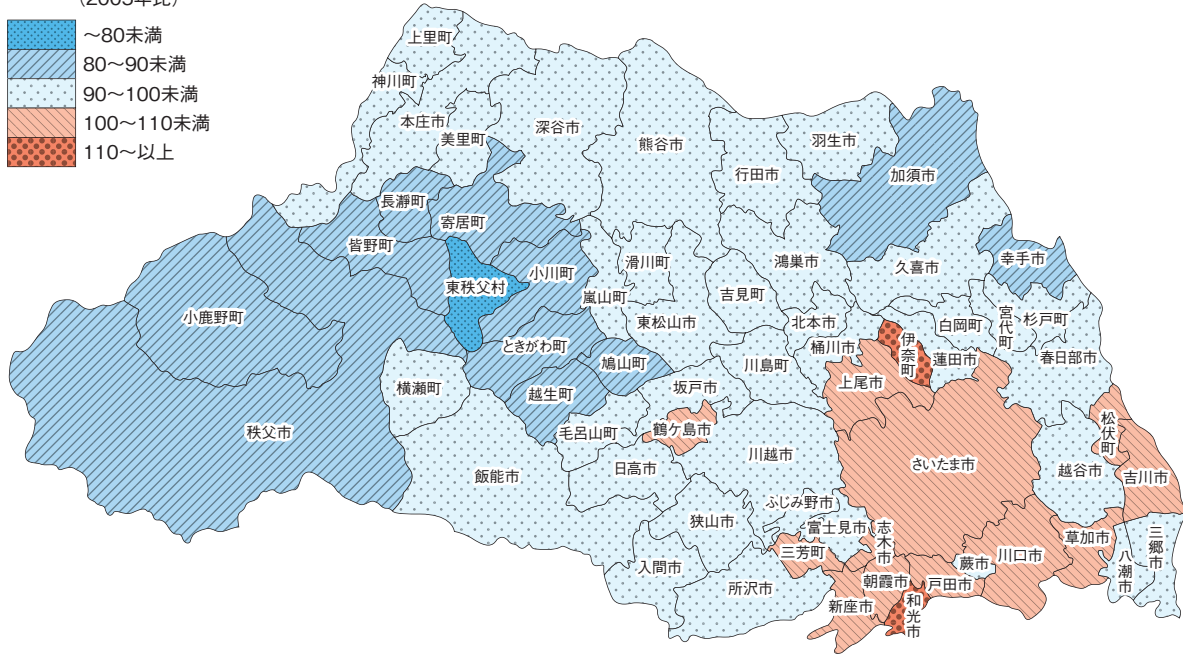 (2005年比)
～80未満
80～90未満
90～100未満
100～110未満
110～以上
上里町
神川町
本庄市
美里町
深谷市
熊谷市
行田市
羽生市
加須市
長瀞町
寄居町
皆野町
東秩父村
小川町
嵐山町
滑川町
吉見町
鴻巣市
久喜市
幸手市
小鹿野町
ときがわ町
東松山市
北本市
桶川市
伊奈町
白岡町
宮代町
杉戸町
蓮田市
春日部市
横瀬町
鳩山町
越生町
川島町
上尾市
坂戸市
鶴ケ島市
毛呂山町
秩父市
飯能市
日高市
川越市
さいたま市
越谷市
松伏町
吉川市
ふじみ野市
狭山市
富士見市
三芳町
志木市
入間市
所沢市
新座市
朝霞市
和光市
戸田市
蕨市
川口市
草加市
八潮市
三郷市